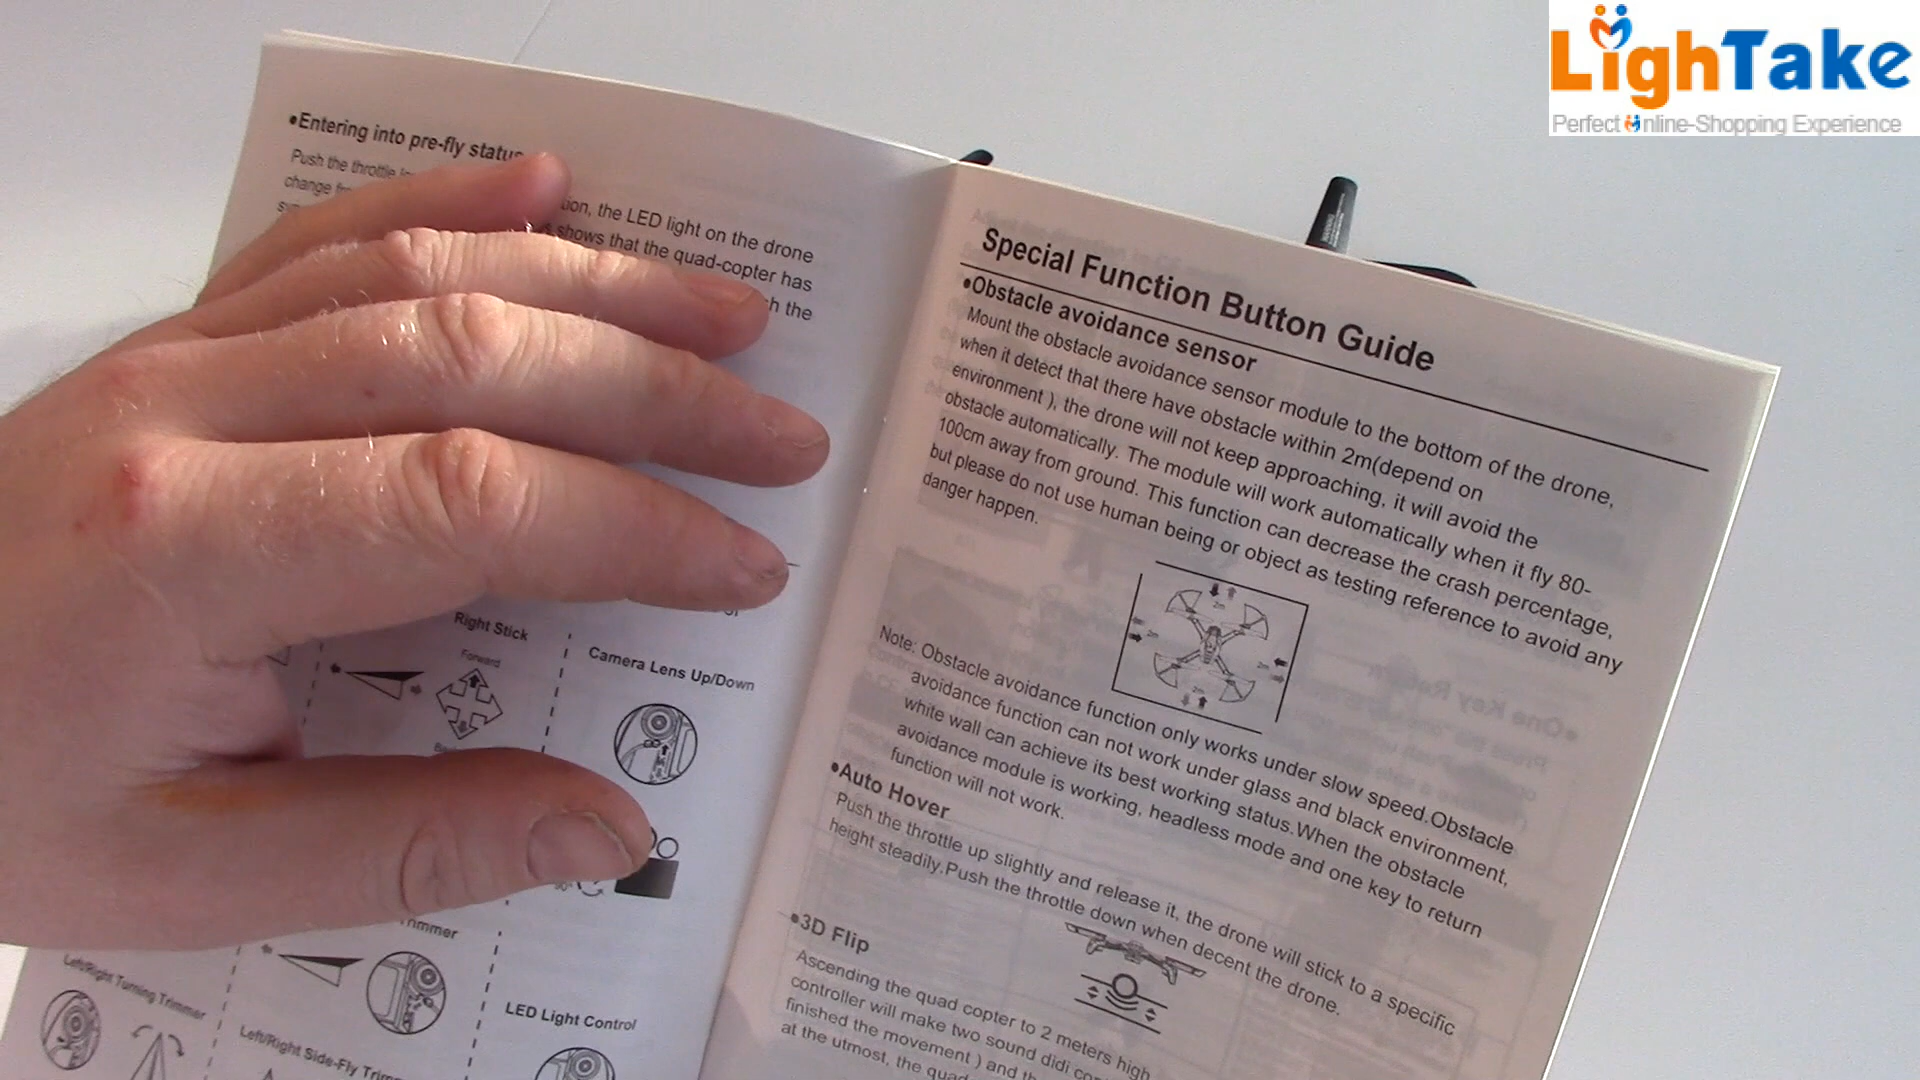 LighTake
Perfect Online-Shopping Experience
•Entering into pre-fly status
Push the throttle
change
tion, the LED light on the drone
shows that the quad-copter has
the
Right Stick
Forward
Camera Lens Up/Down
Trimmer
Left/Right Turning Trimmer
LED Light Control
Left/Right Side-Fly
Special Function Button Guide
•Obstacle avoidance sensor
Mount the obstacle avoidance sensor module to the bottom of the drone,
when it detect that there have obstacle within 2m(depend on
environment ), the drone will not keep approaching, it will avoid the
obstacle automatically. The module will work automatically when it fly 80-
100cm away from ground. This function can decrease the crash percentage,
but please do not use human being or object as testing reference to avoid any
danger happen.
2m
2m
2m
2m
Note: Obstacle avoidance function only works under slow speed.Obstacle
avoidance function can not work under glass and black environment,
white wall can achieve its best working status.When the obstacle
avoidance module is working, headless mode and one key to return
function will not work.
•Auto Hover
Push the throttle up slightly and release it, the drone will stick to a specific
height steadily.Push the throttle down when decent the drone.
•3D Flip
Ascending the quad copter to 2 meters high
controller will make two sound didi
finished the movement ) and
at the utmost, the